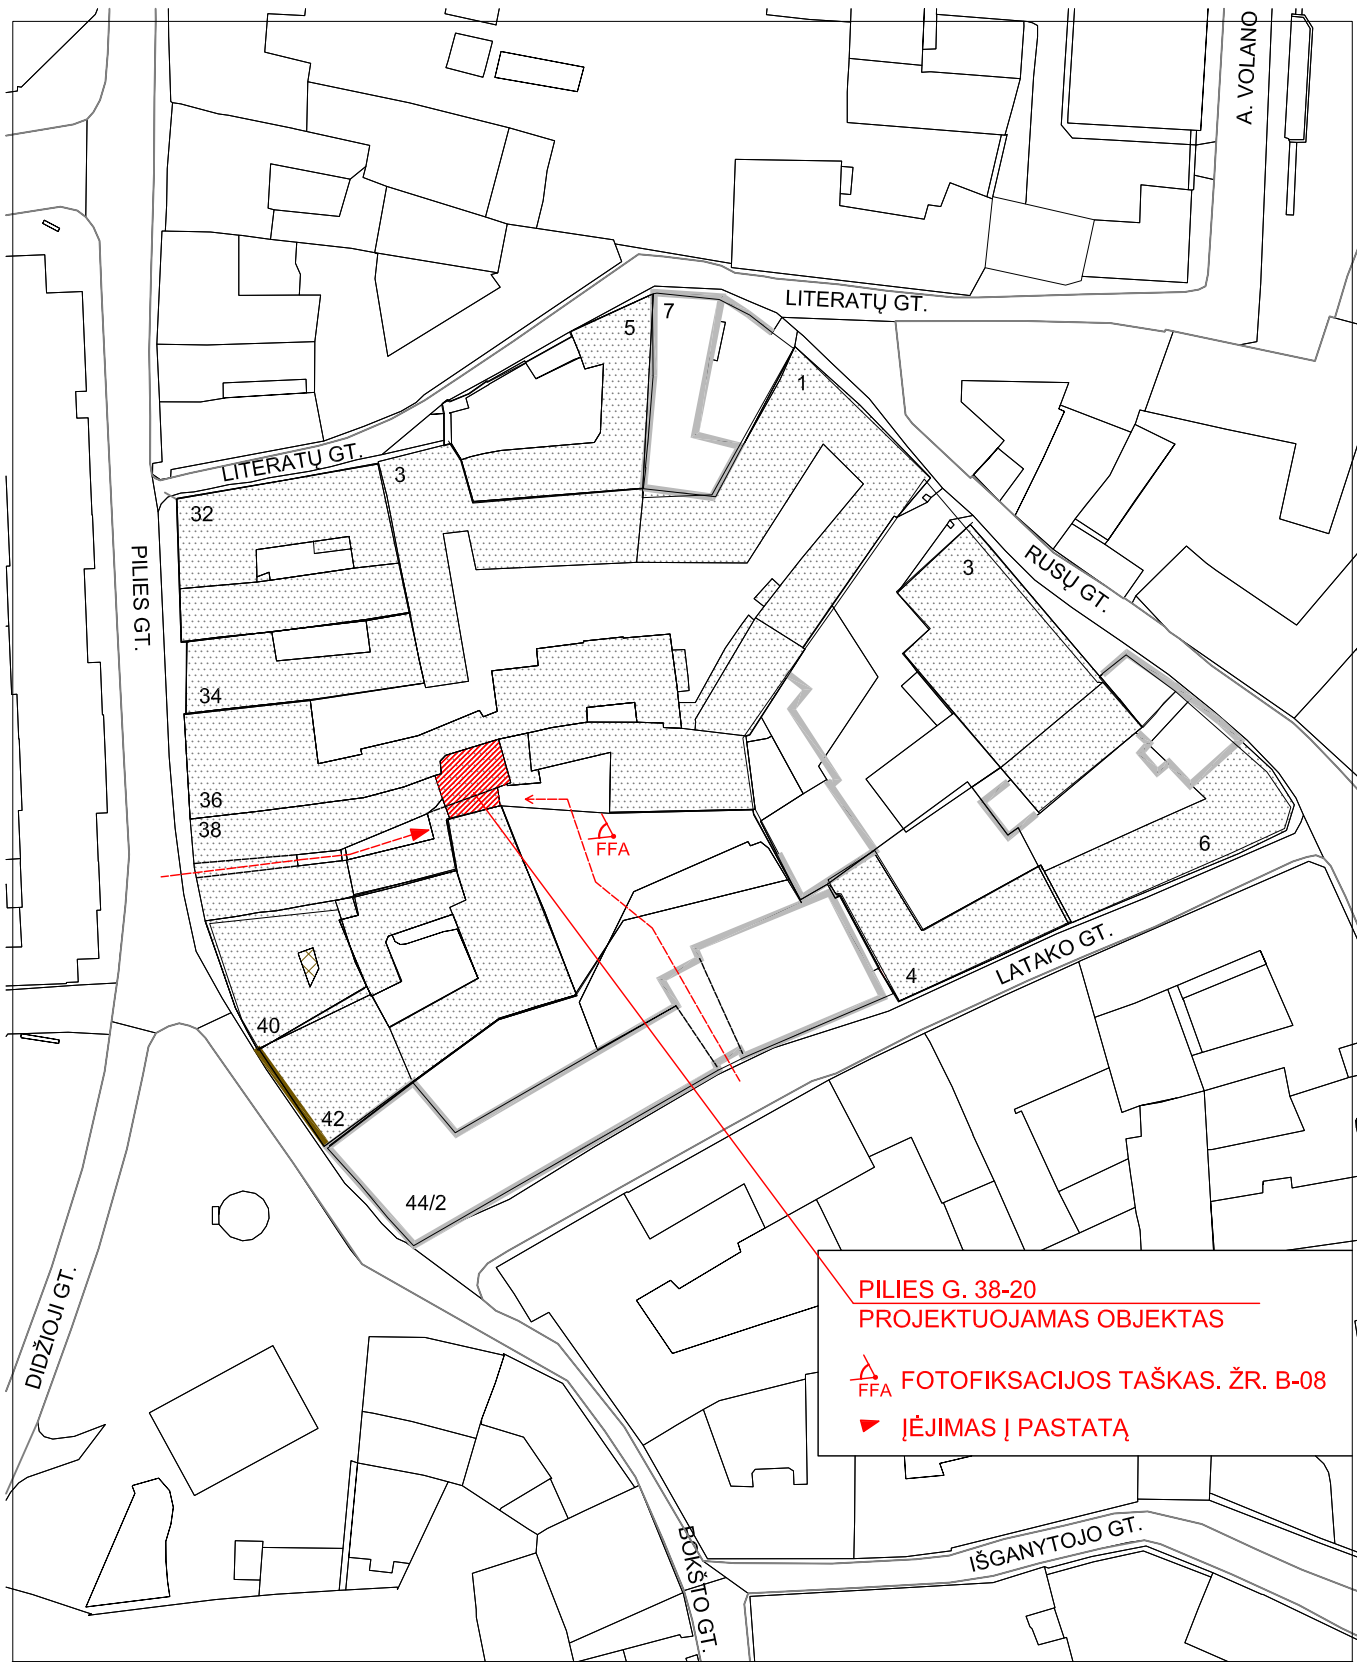 A. VOLANO
LITERATŲ GT.
7
5
1
LITERATŲ GT.
3
32
PILIES GT.
RUSŲ GT.
3
34
36
38
FFA
6
LATAKO GT.
4
40
42
44/2
DIDŽIOJI GT.
PILIES G. 38-20
PROJEKTUOJAMAS OBJEKTAS
FFA FOTOFIKSACIJOS TAŠKAS. ŽR. B-08
ĮĖJIMAS Į PASTATĄ
BOKŠTO GT.
IŠGANYTOJO GT.